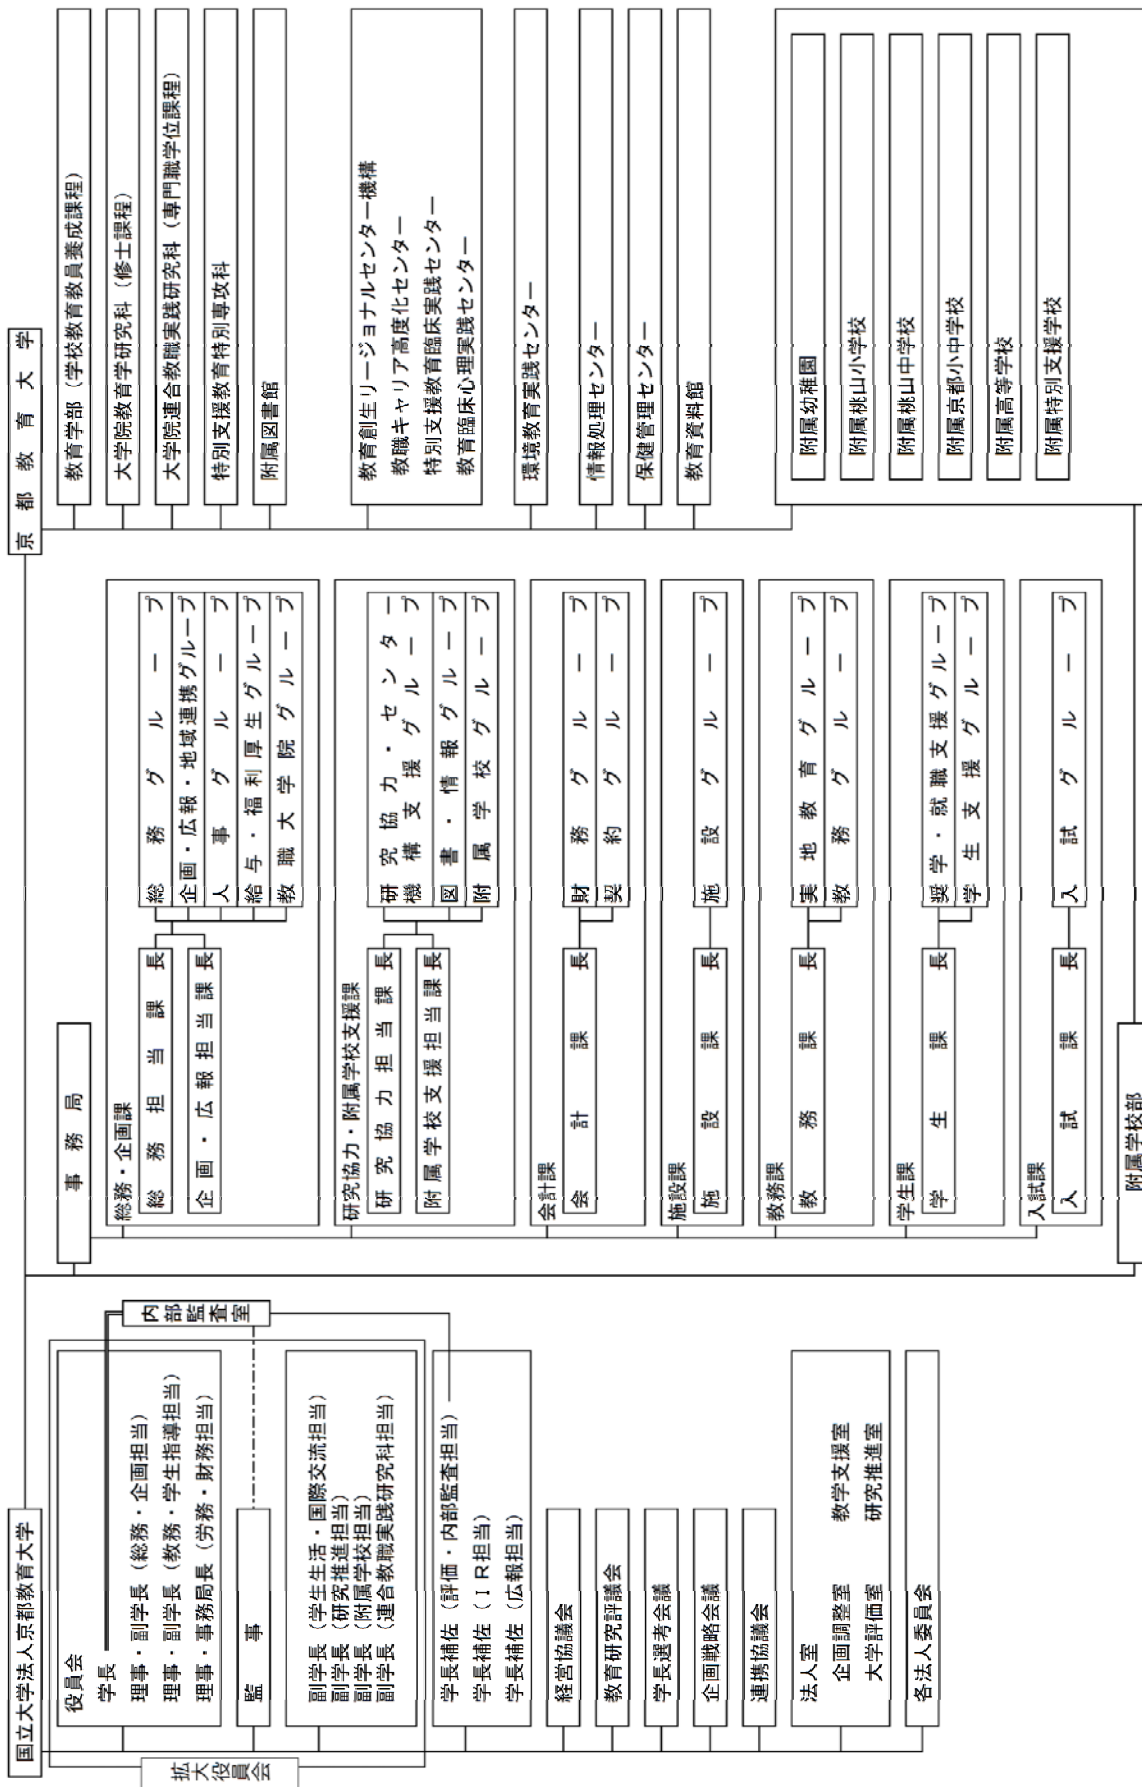 国立大学法人京都教育大学
拡大役員会
役員会
学長
理事・副学長（総務・企画担当）
理事・副学長（教務・学生指導担当）
理事・事務局長（労務・財務担当）
監事
内部監査室
副学長（学生生活・国際交流担当）
副学長（研究推進担当）
副学長（附属学校担当）
副学長（連合教職実践研究科担当）
学長補佐（評価・内部監査担当）
学長補佐（ＩＲ担当）
学長補佐（広報担当）
経営協議会
教育研究評議会
学長選考会議
企画戦略会議
連携協議会
法人室
企画調整室　教学支援室
大学評価室　研究推進室
各法人委員会
事務局
総務・企画課
総務担当課長
企画・広報担当課長
総務グループ
企画・広報・地域連携グループ
人事グループ
給与・福利厚生グループ
教職大学院グループ
研究協力・附属学校支援課
研究協力担当課長
附属学校支援担当課長
研究協力・センター
機構支援グループ
図書・情報グループ
附属学校グループ
会計課
会計課長
財務グループ
契約グループ
施設課
施設課長
施設グループ
教務課
教務課長
実地教育グループ
教務グループ
学生課
学生課長
奨学・就職支援グループ
学生支援グループ
入試課
入試課長
入試グループ
附属学校部
京都教育大学
教育学部（学校教育教員養成課程）
大学院教育学研究科（修士課程）
大学院連合教職実践研究科（専門職学位課程）
特別支援教育特別専攻科
附属図書館
教育創生リージョナルセンター機構
教職キャリア高度化センター
特別支援教育臨床実践センター
教育臨床心理実践センター
環境教育実践センター
情報処理センター
保健管理センター
教育資料館
附属幼稚園
附属桃山小学校
附属桃山中学校
附属京都小中学校
附属高等学校
附属特別支援学校